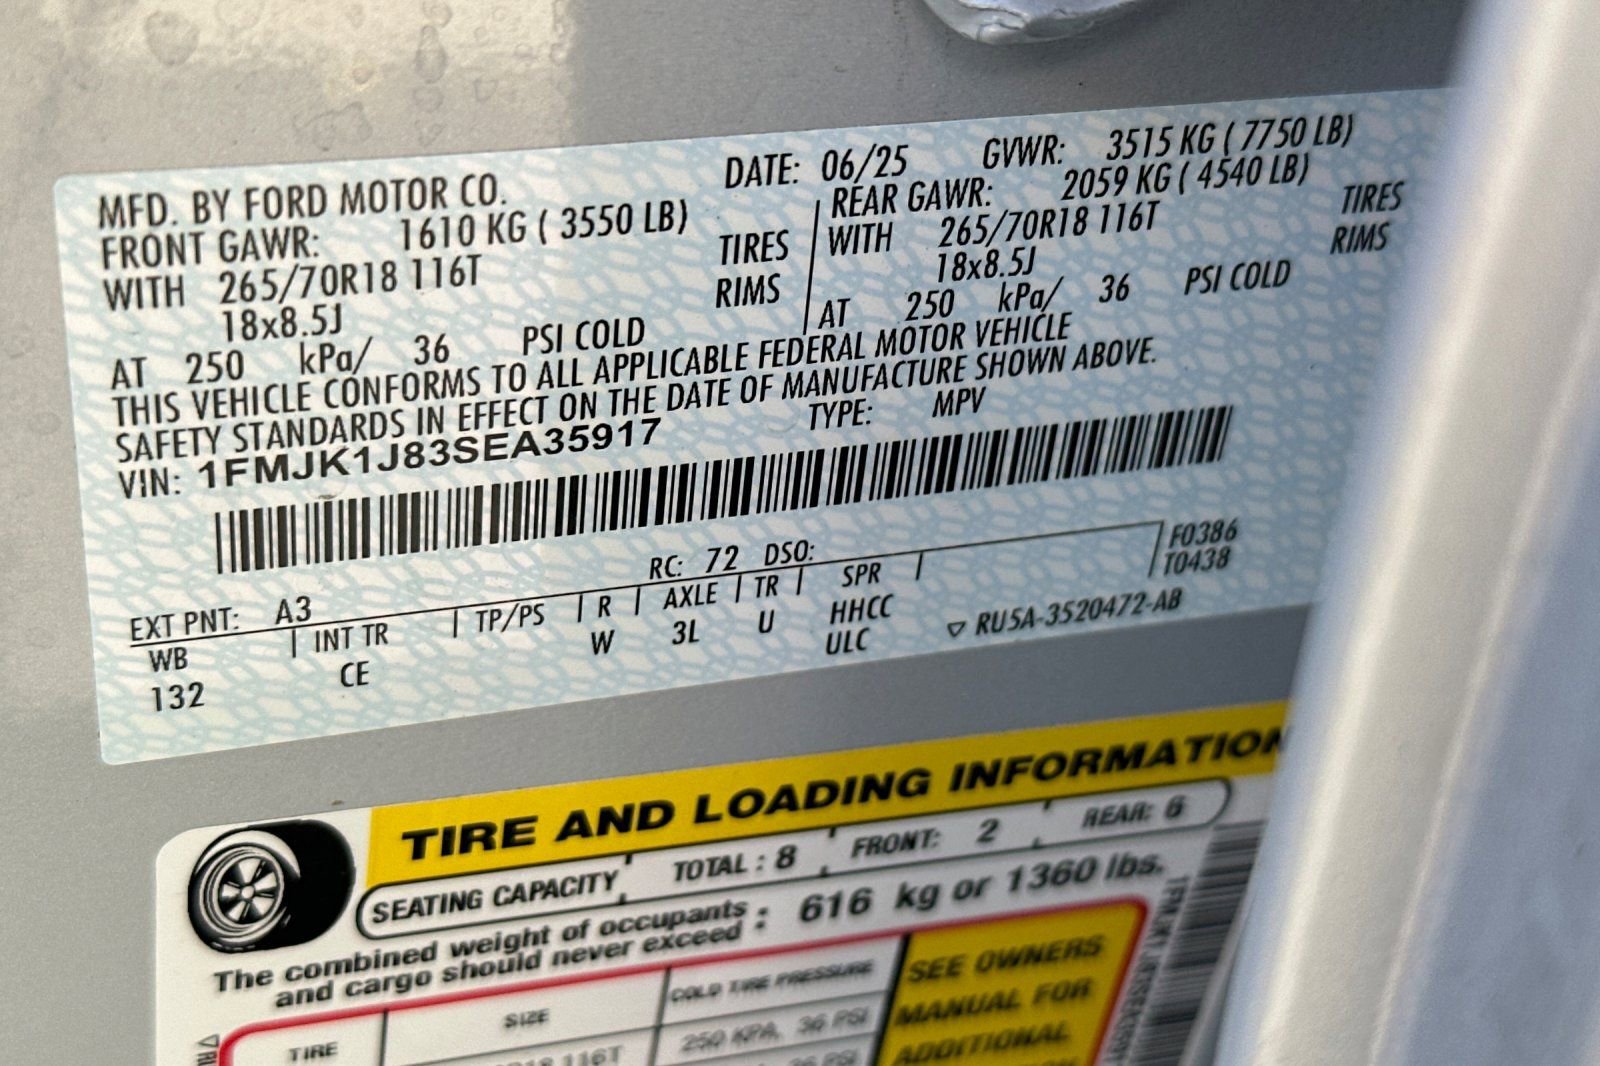 MFD. BY FORD MOTOR CO.
DATE: 06/25
GVWR: 3515 KG ( 7750 LB)
FRONT GAWR: 1610 KG ( 3550 LB)
WITH 265/70R18 116T TIRES
18x8.5J RIMS
AT 250 kPa/ 36 PSI COLD
REAR GAWR: 2059 KG ( 4540 LB)
WITH 265/70R18 116T TIRES
18x8.5J RIMS
AT 250 kPa/ 36 PSI COLD
THIS VEHICLE CONFORMS TO ALL APPLICABLE FEDERAL MOTOR VEHICLE
SAFETY STANDARDS IN EFFECT ON THE DATE OF MANUFACTURE SHOWN ABOVE.
VIN: 1FMJK1J83SEA35917
TYPE: MPV
F0386
T0438
RC: 72 DSO:
EXT PNT: A3
WB INT TR TP/PS R AXLE TR SPR
132 CE W 3L U HHCC
ULC
RU5A-3520472-AB
TIRE AND LOADING INFORMATION
SEATING CAPACITY TOTAL : 8 FRONT: 2 REAR: 6
The combined weight of occupants : 616 kg or 1360 lbs.
and cargo should never exceed :
TIRE SIZE COLD TIRE PRESSURE
116T 250 KPA, 36 PSI
SEE OWNERS
MANUAL FOR
ADDITIONAL